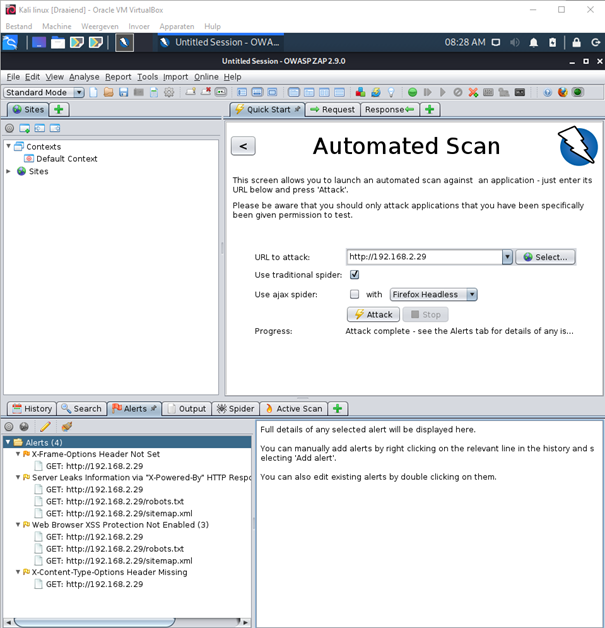 Kali linux [Draaiend] - Oracle VM VirtualBox
Bestand Machine Weergeven Invoer Apparaten Hulp
Untitled Session - OWA... 08:28 AM
Untitled Session - OWASP ZAP 2.9.0
File Edit View Analyse Report Tools Import Online Help
Standard Mode
Sites
Quick Start Request Response
Contexts
Default Context
Sites
<
Automated Scan
This screen allows you to launch an automated scan against an application - just enter its
URL below and press 'Attack'.
Please be aware that you should only attack applications that you have been specifically
been given permission to test.
URL to attack: http://192.168.2.29 Select...
Use traditional spider:
Use ajax spider: with Firefox Headless
Attack Stop
Progress: Attack complete - see the Alerts tab for details of any is...
History Search Alerts Output Spider Active Scan
Alerts (4)
X-Frame-Options Header Not Set
GET: http://192.168.2.29
Server Leaks Information via "X-Powered-By" HTTP Respo
GET: http://192.168.2.29
GET: http://192.168.2.29/robots.txt
GET: http://192.168.2.29/sitemap.xml
Web Browser XSS Protection Not Enabled (3)
GET: http://192.168.2.29
GET: http://192.168.2.29/robots.txt
GET: http://192.168.2.29/sitemap.xml
X-Content-Type-Options Header Missing
GET: http://192.168.2.29
Full details of any selected alert will be displayed here.
You can manually add alerts by right clicking on the relevant line in the history and s
electing 'Add alert'.
You can also edit existing alerts by double clicking on them.